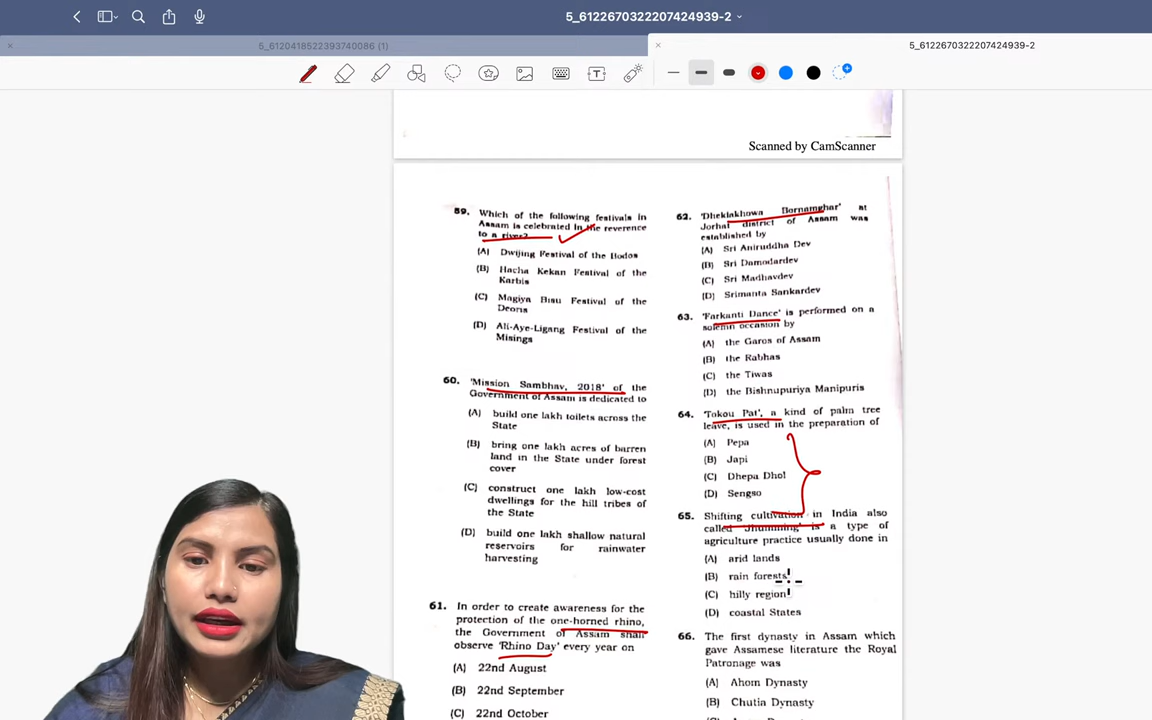 5_6122670322207424939-2
5_6120418522393740086 (1)
5_6122670322207424939-2
Scanned by CamScanner
59. Which of the following festivals in
Assam is celebrated in the reverence
to a river?
(A) Dwijing Festival of the Bodos
(B) Hacha Kekan Festival of the
Karbis
(C) Magiya Bisu Festival of the
Deoris
(D) Ali-Aye-Ligang Festival of the
Misings
60. 'Mission Sambhav, 2018' of the
Government of Assam is dedicated to
(A) build one lakh toilets across the
State
(B) bring one lakh acres of barren
land in the State under forest
cover
(C) construct one lakh low-cost
dwellings for the hill tribes of
the State
(D) build one lakh shallow natural
reservoirs for rainwater
harvesting
61. In order to create awareness for the
protection of the one-horned rhino,
the Government of Assam shall
observe 'Rhino Day' every year on
(A) 22nd August
(B) 22nd September
(C) 22nd October
62. 'Dhekiakhowa Bornamghar' at
Jorhat district of Assam was
established by
(A) Sri Aniruddha Dev
(B) Sri Damodardev
(C) Sri Madhavdev
(D) Srimanta Sankardev
63. 'Farkanti Dance' is performed on a
solemn occasion by
(A) the Garos of Assam
(B) the Rabhas
(C) the Tiwas
(D) the Bishnupuriya Manipuris
64. 'Tokou Pat', a kind of palm tree
leave, is used in the preparation of
(A) Pepa
(B) Japi
(C) Dhepa Dhol
(D) Sengso
65. Shifting cultivation in India also
called 'Jhumming' is a type of
agriculture practice usually done in
(A) arid lands
(B) rain forests
(C) hilly region
(D) coastal States
66. The first dynasty in Assam which
gave Assamese literature the Royal
Patronage was
(A) Ahom Dynasty
(B) Chutia Dynasty